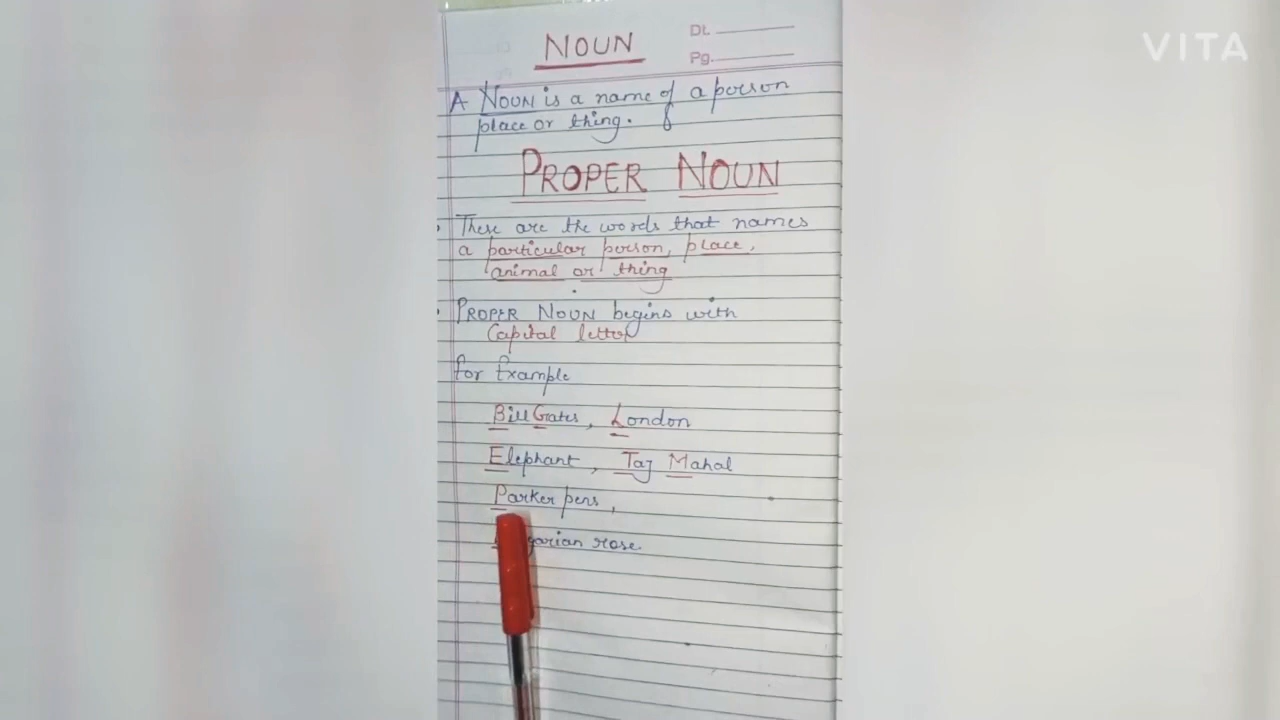 VITA
NOUN
Dt.
Pg.
A NOUN is a name of a person
place or thing.
PROPER NOUN
These are the words that names
a particular person, place,
animal or thing
PROPER NOUN begins with
Capital letter
for Example
Bill Gates, London
Elephant, Taj Mahal
Parker pens,
rose